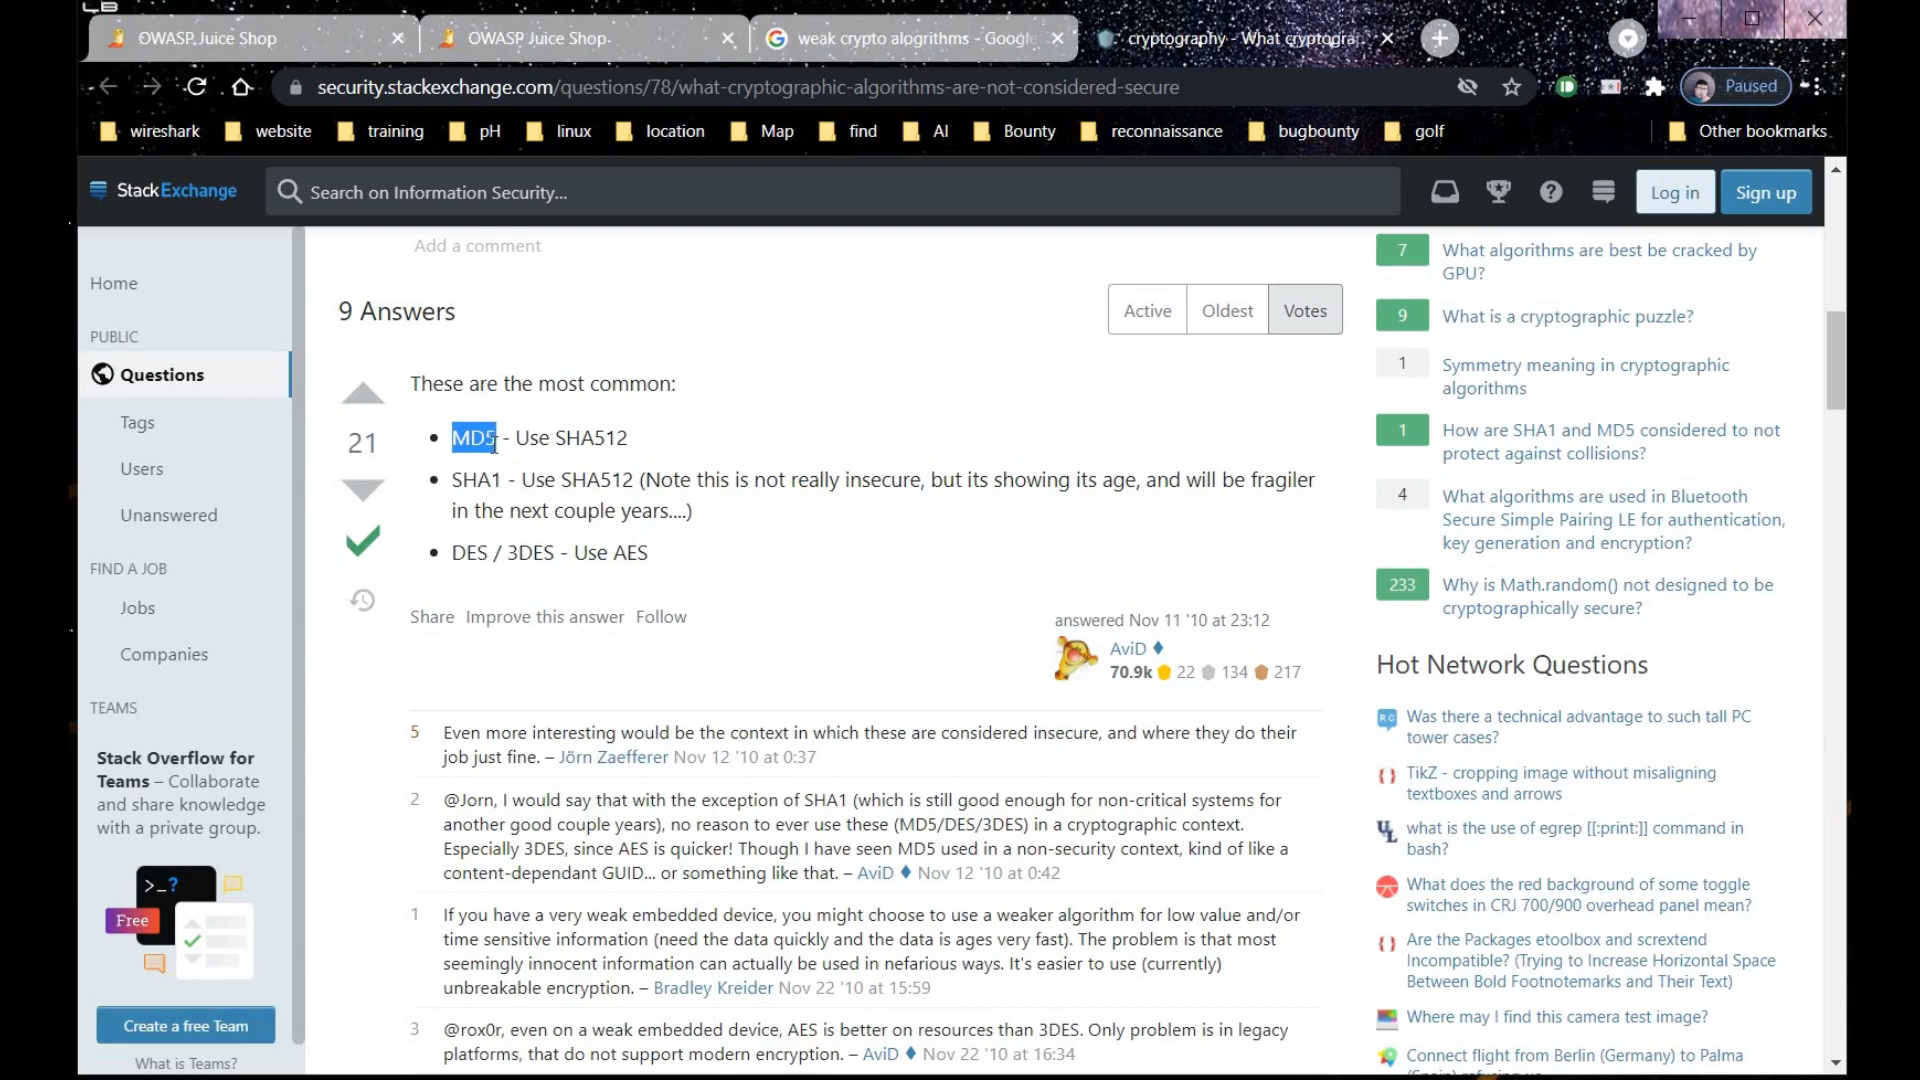 OWASP Juice Shop
OWASP Juice Shop
weak crypto alogrithms - Google
cryptography - What cryptogra
security.stackexchange.com/questions/78/what-cryptographic-algorithms-are-not-considered-secure
Paused
wireshark website training pH linux location Map find AI Bounty reconnaissance bugbounty golf Other bookmarks
StackExchange
Search on Information Security...
Log in
Sign up
Home
PUBLIC
Questions
Tags
Users
Unanswered
FIND A JOB
Jobs
Companies
TEAMS
Stack Overflow for
Teams – Collaborate
and share knowledge
with a private group.
>_?
Free
Create a free Team
What is Teams?
Add a comment
9 Answers
Active Oldest Votes
21
These are the most common:
• MD5 - Use SHA512
• SHA1 - Use SHA512 (Note this is not really insecure, but its showing its age, and will be fragiler
in the next couple years....)
• DES / 3DES - Use AES
Share Improve this answer Follow
answered Nov 11 '10 at 23:12
AviD ♦
70.9k 22 134 217
5 Even more interesting would be the context in which these are considered insecure, and where they do their
job just fine. – Jörn Zaefferer Nov 12 '10 at 0:37
2 @Jorn, I would say that with the exception of SHA1 (which is still good enough for non-critical systems for
another good couple years), no reason to ever use these (MD5/DES/3DES) in a cryptographic context.
Especially 3DES, since AES is quicker! Though I have seen MD5 used in a non-security context, kind of like a
content-dependant GUID... or something like that. – AviD ♦ Nov 12 '10 at 0:42
1 If you have a very weak embedded device, you might choose to use a weaker algorithm for low value and/or
time sensitive information (need the data quickly and the data is ages very fast). The problem is that most
seemingly innocent information can actually be used in nefarious ways. It's easier to use (currently)
unbreakable encryption. – Bradley Kreider Nov 22 '10 at 15:59
3 @rox0r, even on a weak embedded device, AES is better on resources than 3DES. Only problem is in legacy
platforms, that do not support modern encryption. – AviD ♦ Nov 22 '10 at 16:34
7 What algorithms are best be cracked by
GPU?
9 What is a cryptographic puzzle?
1 Symmetry meaning in cryptographic
algorithms
1 How are SHA1 and MD5 considered to not
protect against collisions?
4 What algorithms are used in Bluetooth
Secure Simple Pairing LE for authentication,
key generation and encryption?
233 Why is Math.random() not designed to be
cryptographically secure?
Hot Network Questions
Was there a technical advantage to such tall PC
tower cases?
TikZ - cropping image without misaligning
textboxes and arrows
what is the use of egrep [[:print:]] command in
bash?
What does the red background of some toggle
switches in CRJ 700/900 overhead panel mean?
Are the Packages etoolbox and scrextend
Incompatible? (Trying to Increase Horizontal Space
Between Bold Footnotemarks and Their Text)
Where may I find this camera test image?
Connect flight from Berlin (Germany) to Palma